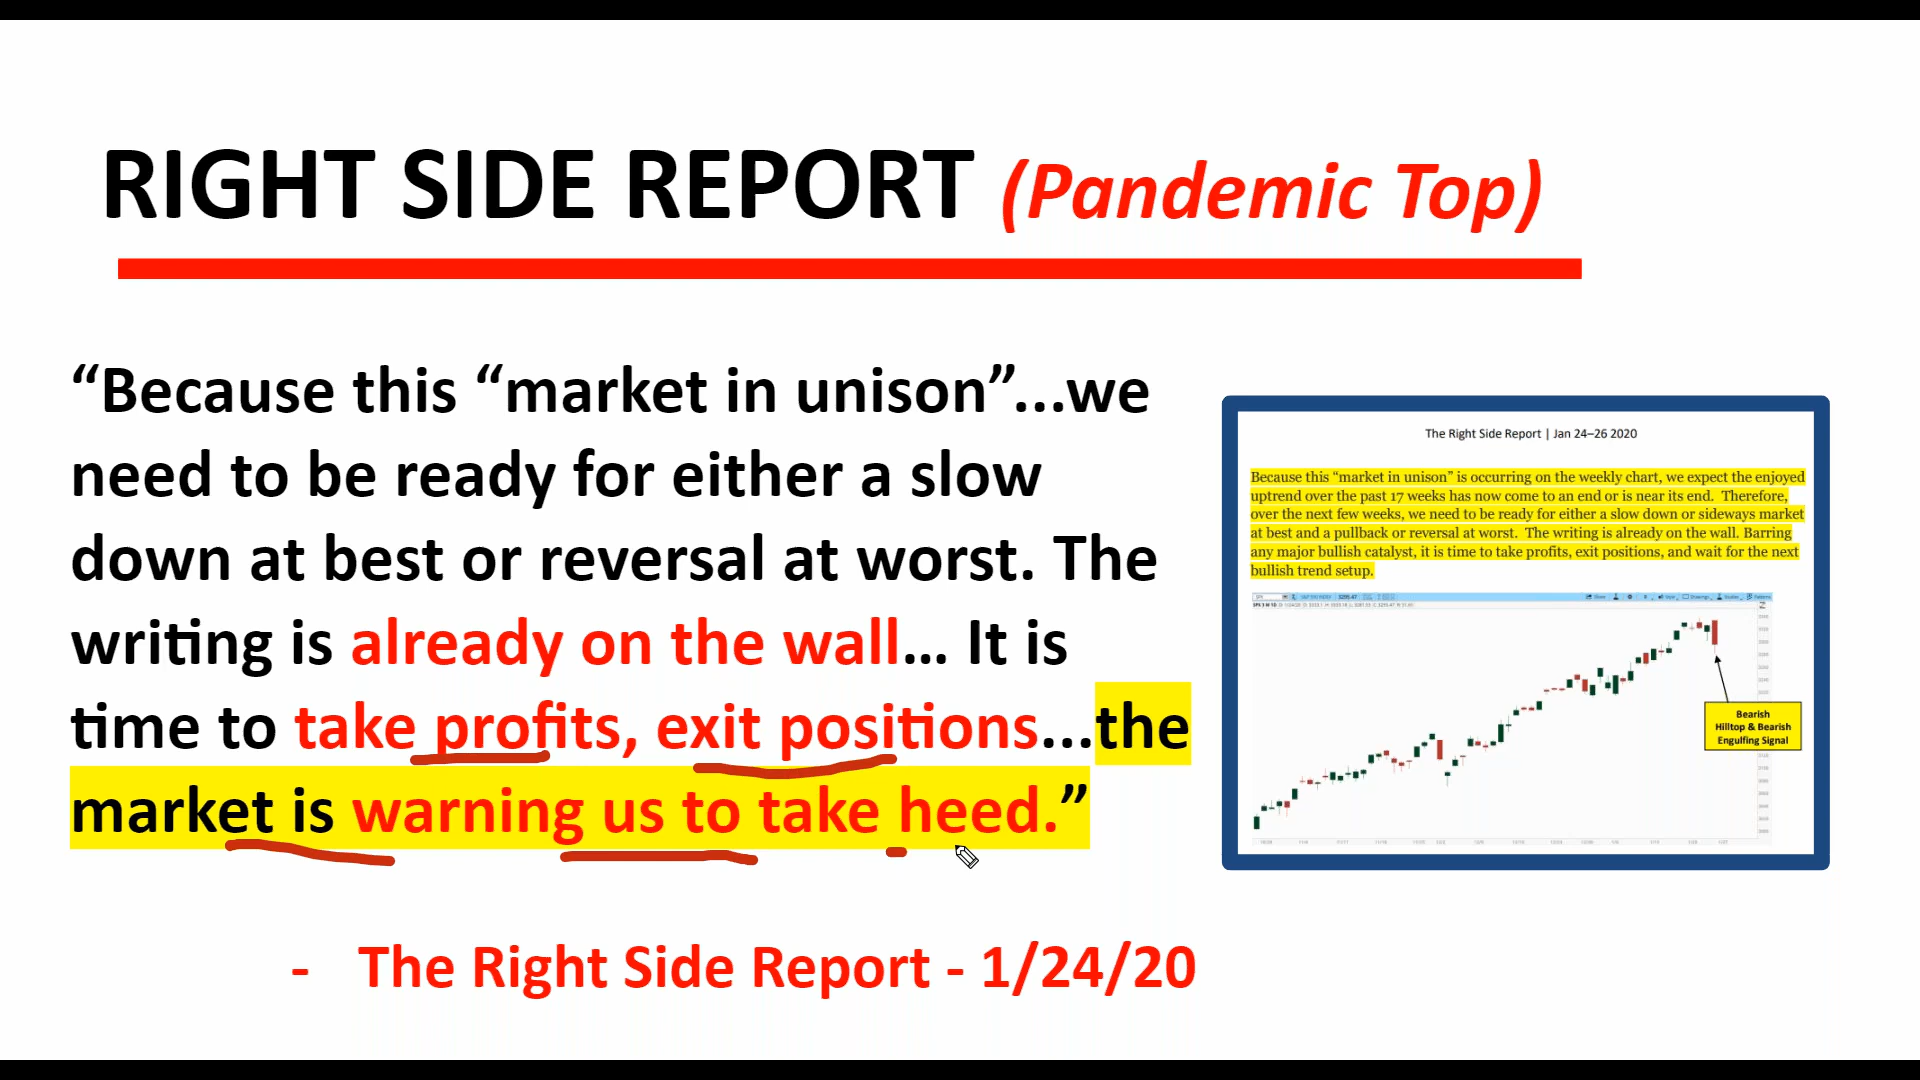 RIGHT SIDE REPORT (Pandemic Top)
“Because this “market in unison”...we
need to be ready for either a slow
down at best or reversal at worst. The
writing is already on the wall... It is
time to take profits, exit positions...the
market is warning us to take heed.”
- The Right Side Report - 1/24/20
The Right Side Report | Jan 24–26 2020
Because this “market in unison” is occurring on the weekly chart, we expect the enjoyed
uptrend over the past 17 weeks has now come to an end or is near its end. Therefore,
over the next few weeks, we need to be ready for either a slow down or sideways market
at best and a pullback or reversal at worst. The writing is already on the wall. Barring
any major bullish catalyst, it is time to take profits, exit positions, and wait for the next
bullish trend setup.
Bearish
Hilltop & Bearish
Engulfing Signal